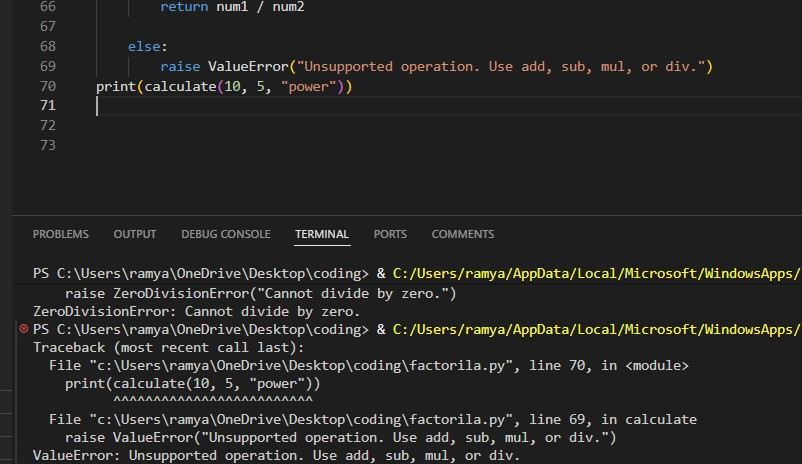 66 return num1 / num2
67
68 else:
69 raise ValueError("Unsupported operation. Use add, sub, mul, or div.")
70 print(calculate(10, 5, "power"))
71
72
73
PROBLEMS OUTPUT DEBUG CONSOLE TERMINAL PORTS COMMENTS
PS C:\Users\ramya\OneDrive\Desktop\coding> & C:/Users/ramya/AppData/Local/Microsoft/WindowsApps/
raise ZeroDivisionError("Cannot divide by zero.")
ZeroDivisionError: Cannot divide by zero.
PS C:\Users\ramya\OneDrive\Desktop\coding> & C:/Users/ramya/AppData/Local/Microsoft/WindowsApps/
Traceback (most recent call last):
File "c:\Users\ramya\OneDrive\Desktop\coding\factorila.py", line 70, in <module>
print(calculate(10, 5, "power"))
^^^^^^^^^^^^^^^^^^^^^^^^^
File "c:\Users\ramya\OneDrive\Desktop\coding\factorila.py", line 69, in calculate
raise ValueError("Unsupported operation. Use add, sub, mul, or div.")
ValueError: Unsupported operation. Use add, sub, mul, or div.